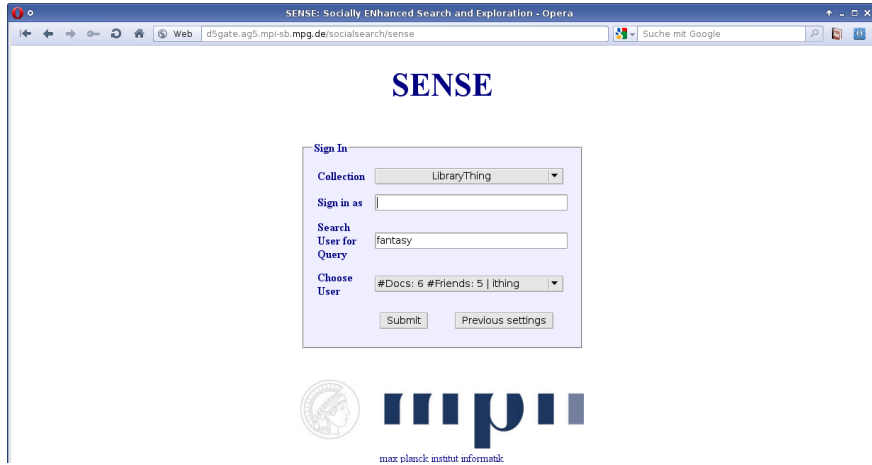 SENSE: Socially ENhanced Search and Exploration - Opera
Web
d5gate.ag5.mpi-sb.mpg.de/socialsearch/sense
Suche mit Google
SENSE
Sign In
Collection
LibraryThing
Sign in as
Search
User for
Query
fantasy
Choose
User
#Docs: 6 #Friends: 5 | ithing
Submit
Previous settings
mpii
max planck institut informatik